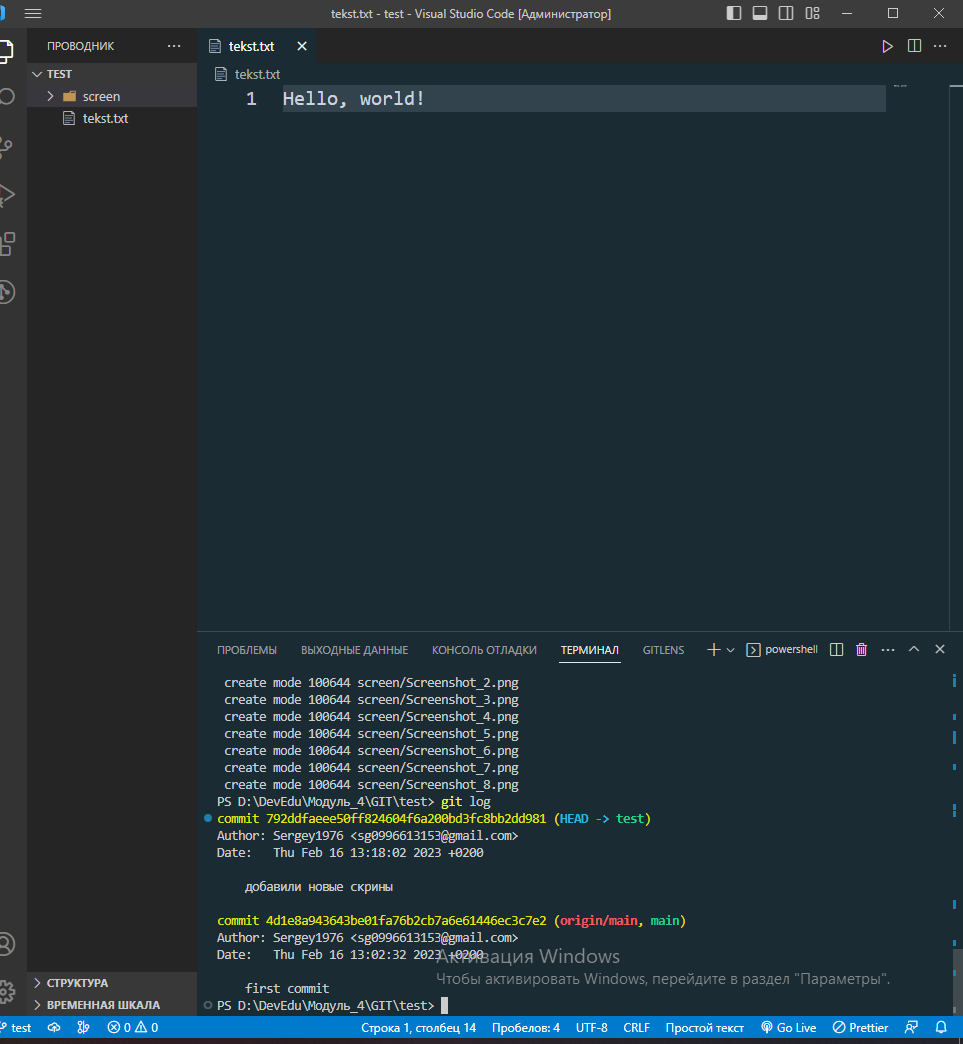 tekst.txt - test - Visual Studio Code [Администратор]
ПРОВОДНИК
TEST
screen
tekst.txt
tekst.txt
tekst.txt
1 Hello, world!
ПРОБЛЕМЫ ВЫХОДНЫЕ ДАННЫЕ КОНСОЛЬ ОТЛАДКИ ТЕРМИНАЛ GITLENS powershell
create mode 100644 screen/Screenshot_2.png
create mode 100644 screen/Screenshot_3.png
create mode 100644 screen/Screenshot_4.png
create mode 100644 screen/Screenshot_5.png
create mode 100644 screen/Screenshot_6.png
create mode 100644 screen/Screenshot_7.png
create mode 100644 screen/Screenshot_8.png
PS D:\DevEdu\Модуль_4\GIT\test> git log
commit 792ddfaeee50ff824604f6a200bd3fc8bb2dd981 (HEAD -> test)
Author: Sergey1976 <sg0996613153@gmail.com>
Date:   Thu Feb 16 13:18:02 2023 +0200
добавили новые скрины
commit 4d1e8a943643be01fa76b2cb7a6e61446ec3c7e2 (origin/main, main)
Author: Sergey1976 <sg0996613153@gmail.com>
Date:   Thu Feb 16 13:02:32 2023 +0200
first commit
PS D:\DevEdu\Модуль_4\GIT\test>
Активация Windows
Чтобы активировать Windows, перейдите в раздел "Параметры".
СТРУКТУРА
ВРЕМЕННАЯ ШКАЛА
test 0 0 Строка 1, столбец 14 Пробелов: 4 UTF-8 CRLF Простой текст Go Live Prettier